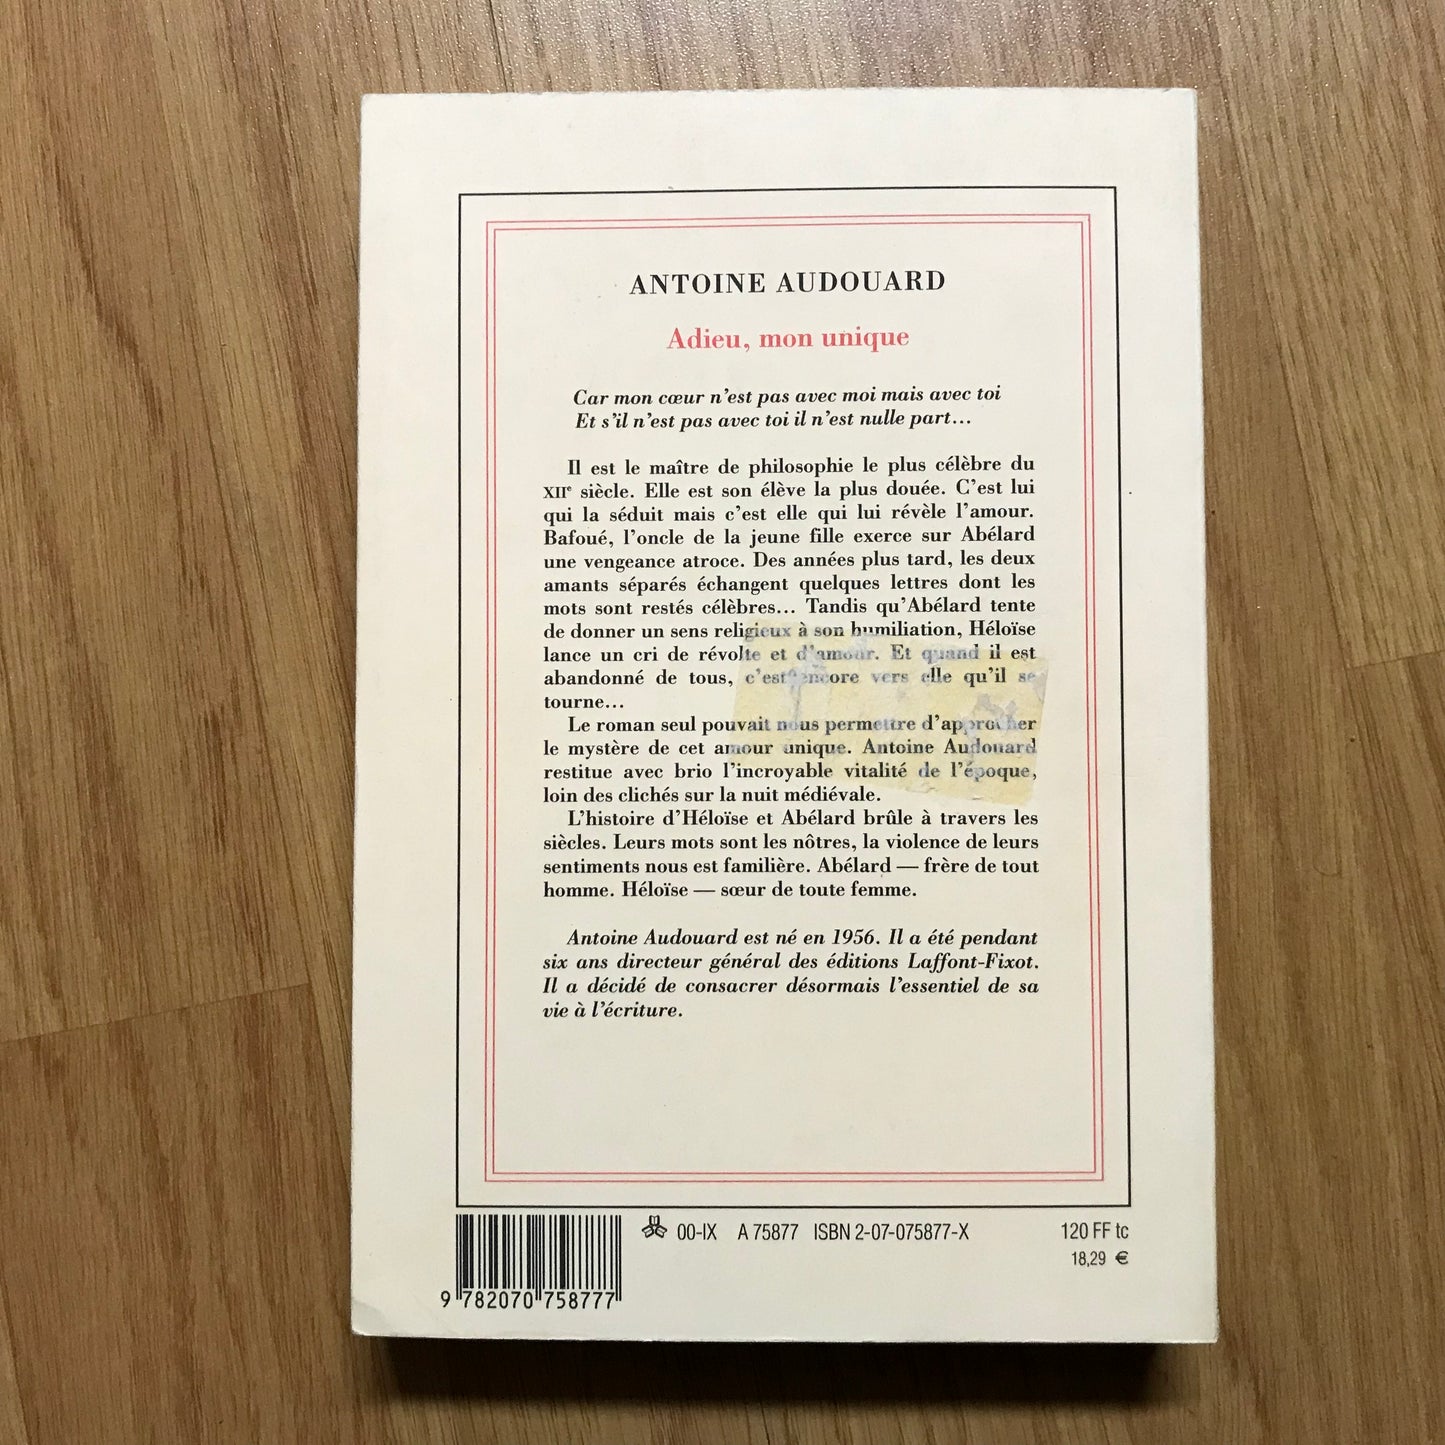 ANTOINE AUDOUARD
Adieu, mon unique
Car mon cœur n'est pas avec moi mais avec toi
Et s'il n'est pas avec toi il n'est nulle part...
Il est le maître de philosophie le plus célèbre du
XIIe siècle. Elle est son élève la plus douée. C'est lui
qui la séduit mais c'est elle qui lui révèle l'amour.
Bafoué, l'oncle de la jeune fille exerce sur Abélard
une vengeance atroce. Des années plus tard, les deux
amants séparés échangent quelques lettres dont les
mots sont restés célèbres... Tandis qu'Abélard tente
de donner un sens religieux à son humiliation, Héloïse
lance un cri de révolte et d'amour. Et quand il est
abandonné de tous, c'est encore vers elle qu'il se
tourne...
Le roman seul pouvait nous permettre d'approcher
le mystère de cet amour unique. Antoine Audouard
restitue avec brio l'incroyable vitalité de l'époque,
loin des clichés sur la nuit médiévale.
L'histoire d'Héloïse et Abélard brûle à travers les
siècles. Leurs mots sont les nôtres, la violence de leurs
sentiments nous est familière. Abélard — frère de tout
homme. Héloïse — sœur de toute femme.
Antoine Audouard est né en 1956. Il a été pendant
six ans directeur général des éditions Laffont-Fixot.
Il a décidé de consacrer désormais l'essentiel de sa
vie à l'écriture.
00-IX A 75877 ISBN 2-07-075877-X 120 FF tc
18,29 €
9 782070 758777